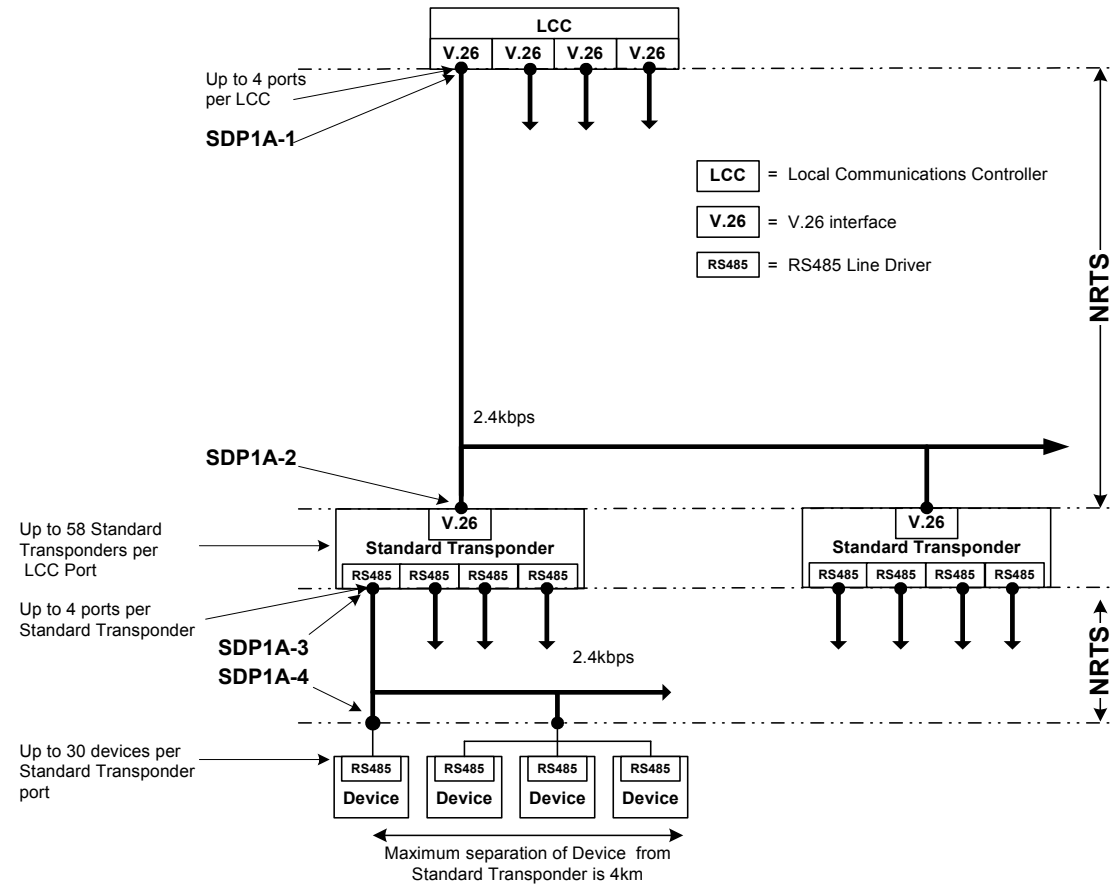 LCC
V.26 V.26 V.26 V.26
Up to 4 ports
per LCC
SDP1A-1
LCC = Local Communications Controller
V.26 = V.26 interface
RS485 = RS485 Line Driver
NRTS
2.4kbps
SDP1A-2
V.26 V.26
Up to 58 Standard
Transponders per
LCC Port
Standard Transponder Standard Transponder
RS485 RS485 RS485 RS485 RS485 RS485 RS485 RS485
Up to 4 ports per
Standard Transponder
SDP1A-3
SDP1A-4
2.4kbps
NRTS
Up to 30 devices per
Standard Transponder
port
RS485 RS485 RS485 RS485
Device Device Device Device
Maximum separation of Device from
Standard Transponder is 4km